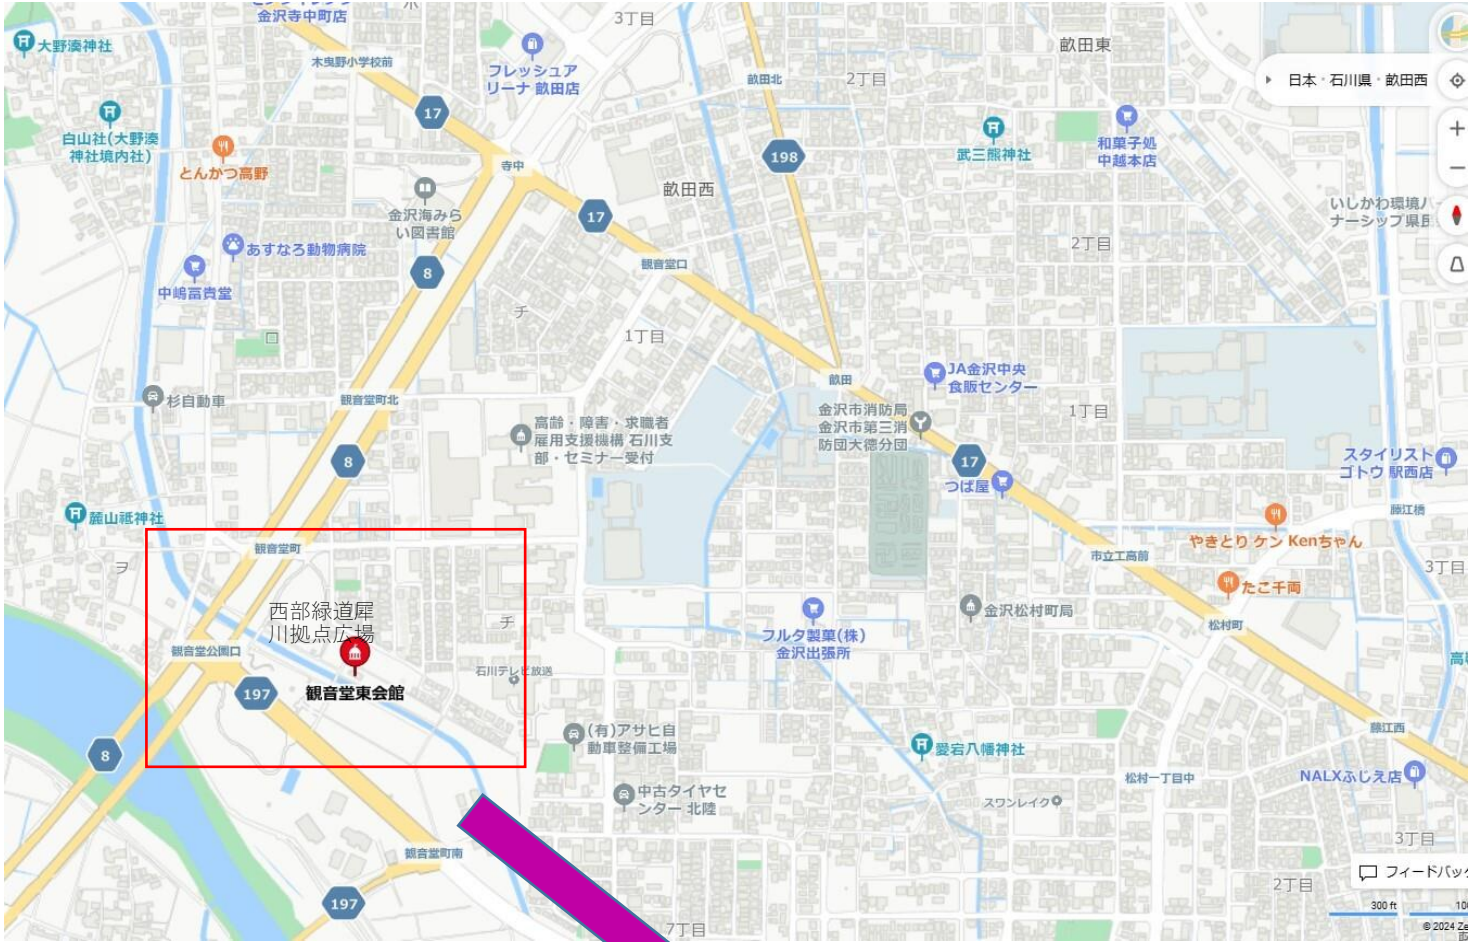 金沢寺中町店
3丁目
大野湊神社
木曳野小学校前
フレッシュア
リーナ 畝田店
畝田北
2丁目
畝田東
日本・石川県・畝田西
17
白山社(大野湊
神社境内社)
とんかつ高野
寺中
198
武三熊神社
和菓子処
中越本店
畝田西
金沢海みら
い図書館
17
いしかわ環境パ
ートナーシップ県民
あすなろ動物病院
8
観音堂口
2丁目
中嶋冨貴堂
チ
1丁目
JA金沢中央
食販センター
畝田
杉自動車
観音堂町北
高齢・障害・求職者
雇用支援機構 石川支
部・セミナー受付
金沢市消防局
金沢市第三消
防団大徳分団
1丁目
8
17
つば屋
スタイリスト
ゴトウ 駅西店
麓山祗神社
藤江橋
やきとり ケン Kenちゃん
観音堂町
市立工高前
ヲ
3丁目
たこ千両
西部緑道犀
川拠点広場
チ
金沢松村町局
松村町
フルタ製菓(株)
金沢出張所
観音堂公園口
石川テレビ放送
197
観音堂東会館
(有)アサヒ自
動車整備工場
愛宕八幡神社
藤江西
8
松村一丁目中
NALXふじえ店
中古タイヤセ
ンター 北陸
スワンレイク
3丁目
観音堂町南
フィードバック
2丁目
197
300 ft
7丁目
© 2024 Ze